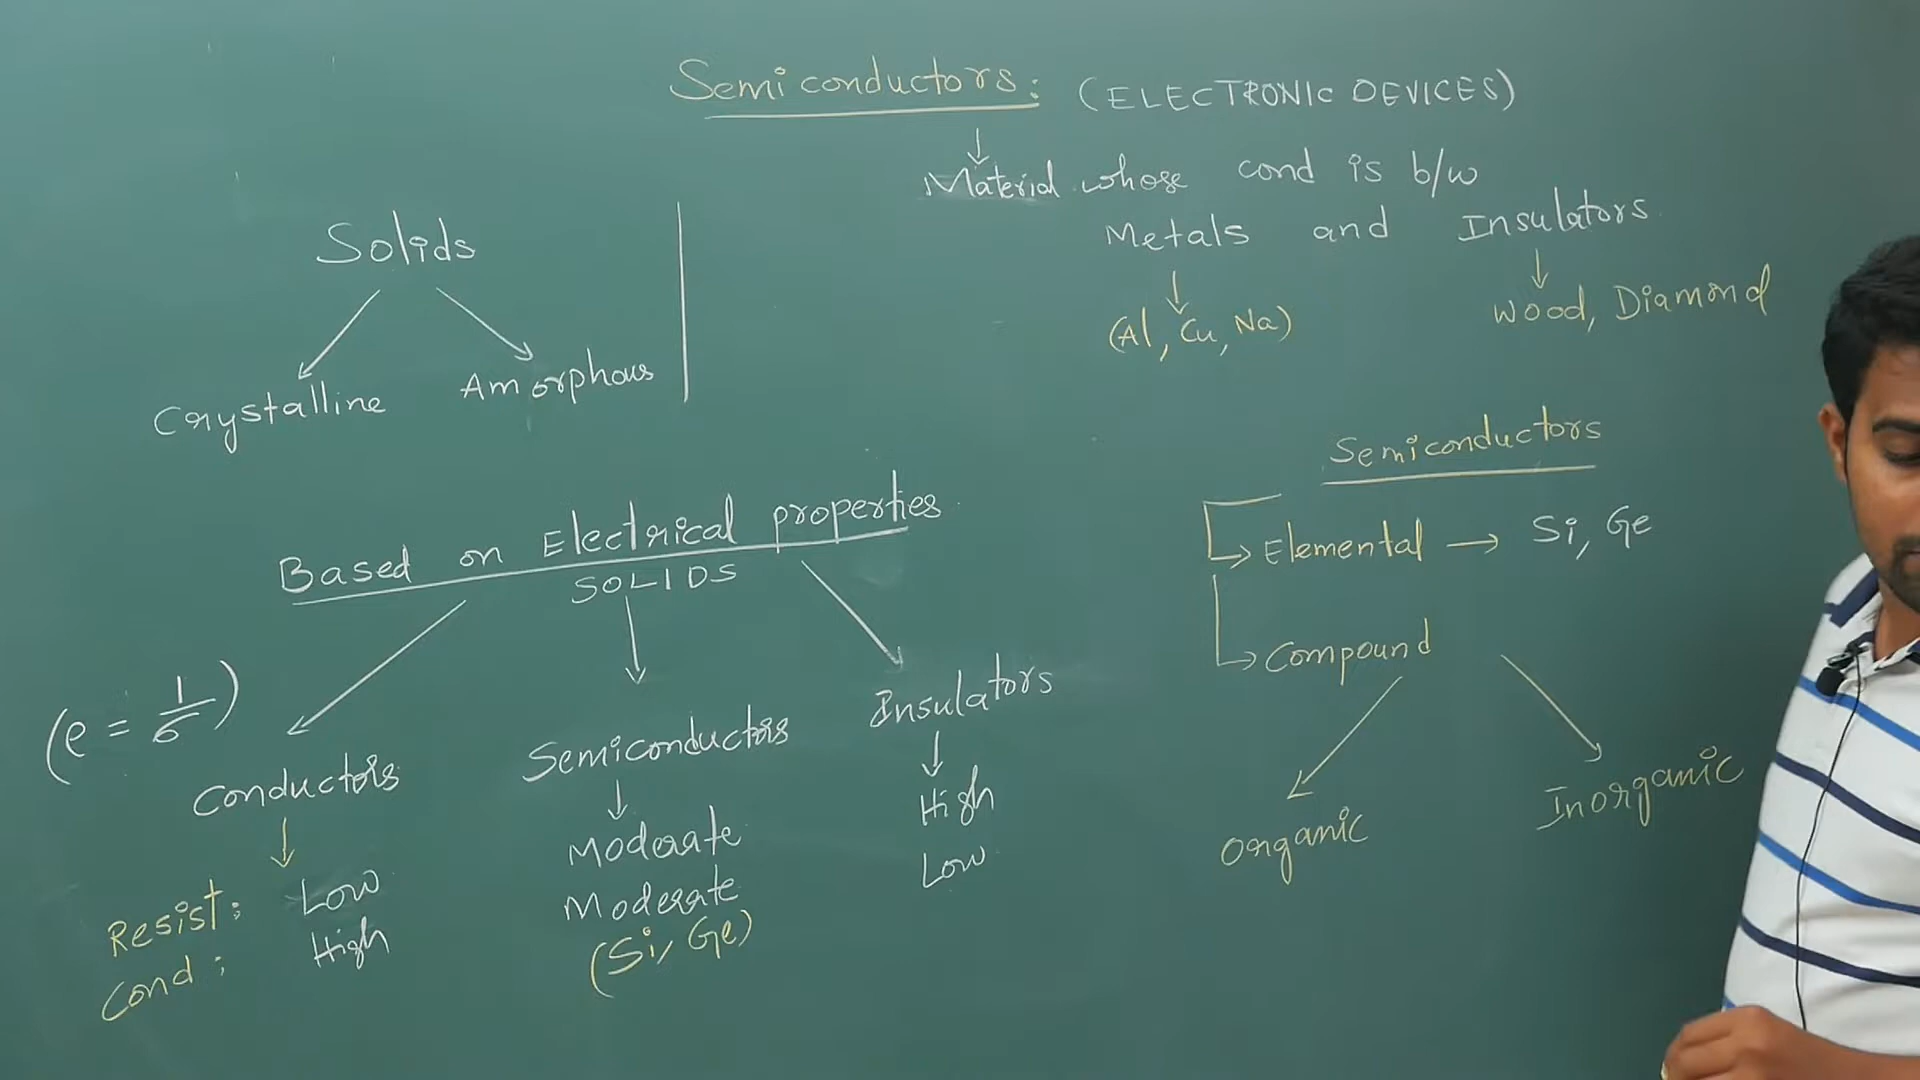 Semiconductors: (ELECTRONIC DEVICES)
↓
Material whose cond is b/w
Metals and Insulators
↓ ↓
(Al, Cu, Na) Wood, Diamond
Solids
Crystalline Amorphous
Based on Electrical properties
SOLIDS
(ρ = 1/σ)
Conductors Semiconductors Insulators
↓ ↓ ↓
Resist: Low Moderate High
Cond: High Moderate Low
(Si, Ge)
Semiconductors
→ Elemental → Si, Ge
→ Compound
Organic Inorganic